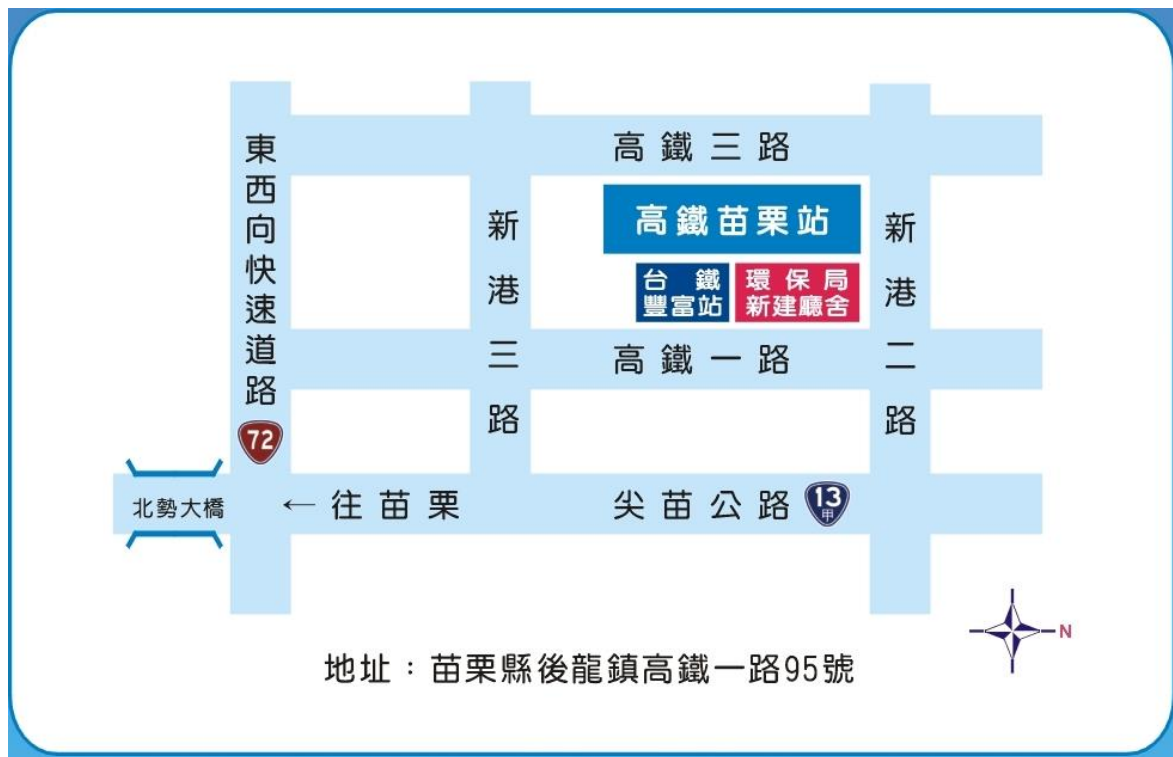 高鐵三路
東西向快速道路
新港三路
高鐵苗栗站
新港二路
台鐵
豐富站
環保局
新建廳舍
高鐵一路
72
北勢大橋
←往苗栗
尖苗公路
13
甲
N
地址：苗栗縣後龍鎮高鐵一路95號